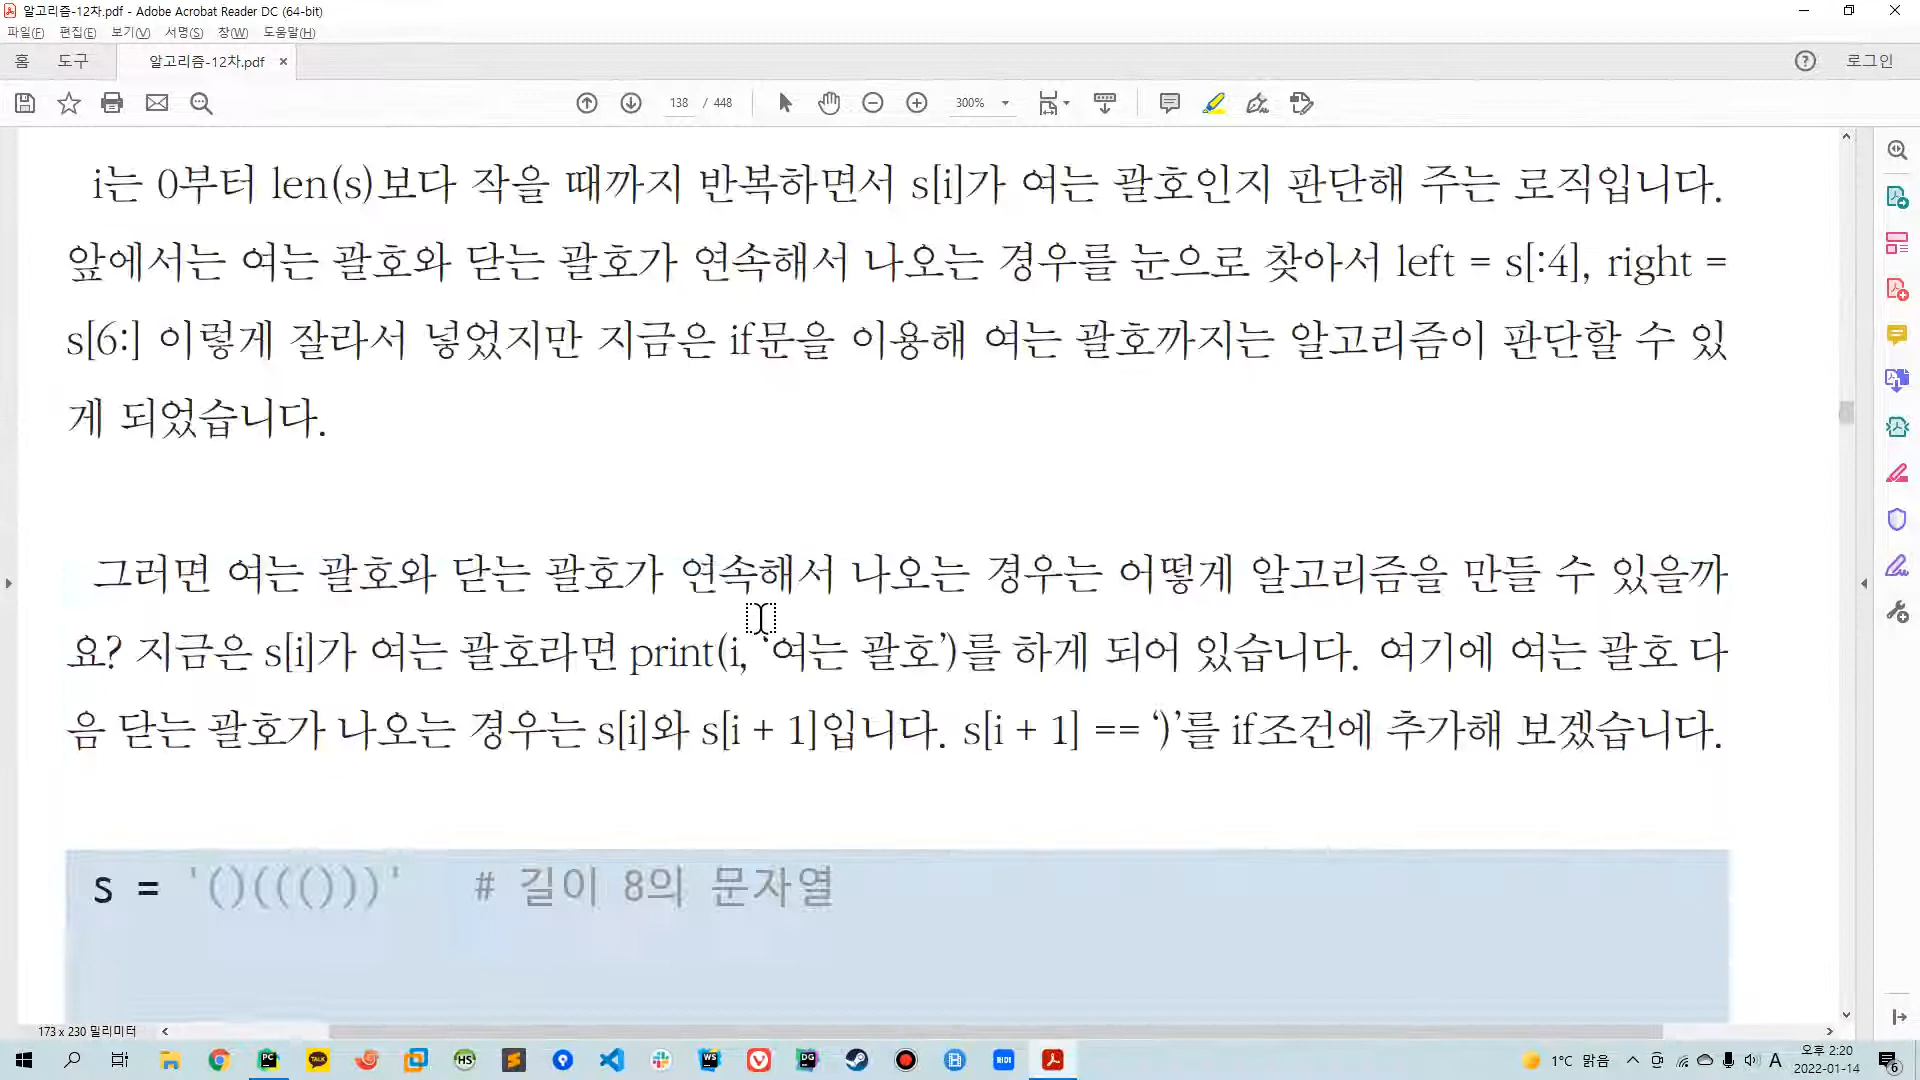 알고리즘-12차.pdf - Adobe Acrobat Reader DC (64-bit)
파일(F) 편집(E) 보기(V) 서명(S) 창(W) 도움말(H)
홈 도구 알고리즘-12차.pdf × 로그인
138 / 448 300%
i는 0부터 len(s)보다 작을 때까지 반복하면서 s[i]가 여는 괄호인지 판단해 주는 로직입니다.
앞에서는 여는 괄호와 닫는 괄호가 연속해서 나오는 경우를 눈으로 찾아서 left = s[:4], right =
s[6:] 이렇게 잘라서 넣었지만 지금은 if문을 이용해 여는 괄호까지는 알고리즘이 판단할 수 있
게 되었습니다.
그러면 여는 괄호와 닫는 괄호가 연속해서 나오는 경우는 어떻게 알고리즘을 만들 수 있을까
요? 지금은 s[i]가 여는 괄호라면 print(i, ‘여는 괄호’)를 하게 되어 있습니다. 여기에 여는 괄호 다
음 닫는 괄호가 나오는 경우는 s[i]와 s[i + 1]입니다. s[i + 1] == ‘)’를 if조건에 추가해 보겠습니다.
s = '()((()))' # 길이 8의 문자열
173 x 230 밀리미터
PC TALK HS WS DG RIDI 1°C 맑음 A 오후 2:20
2022-01-14 6